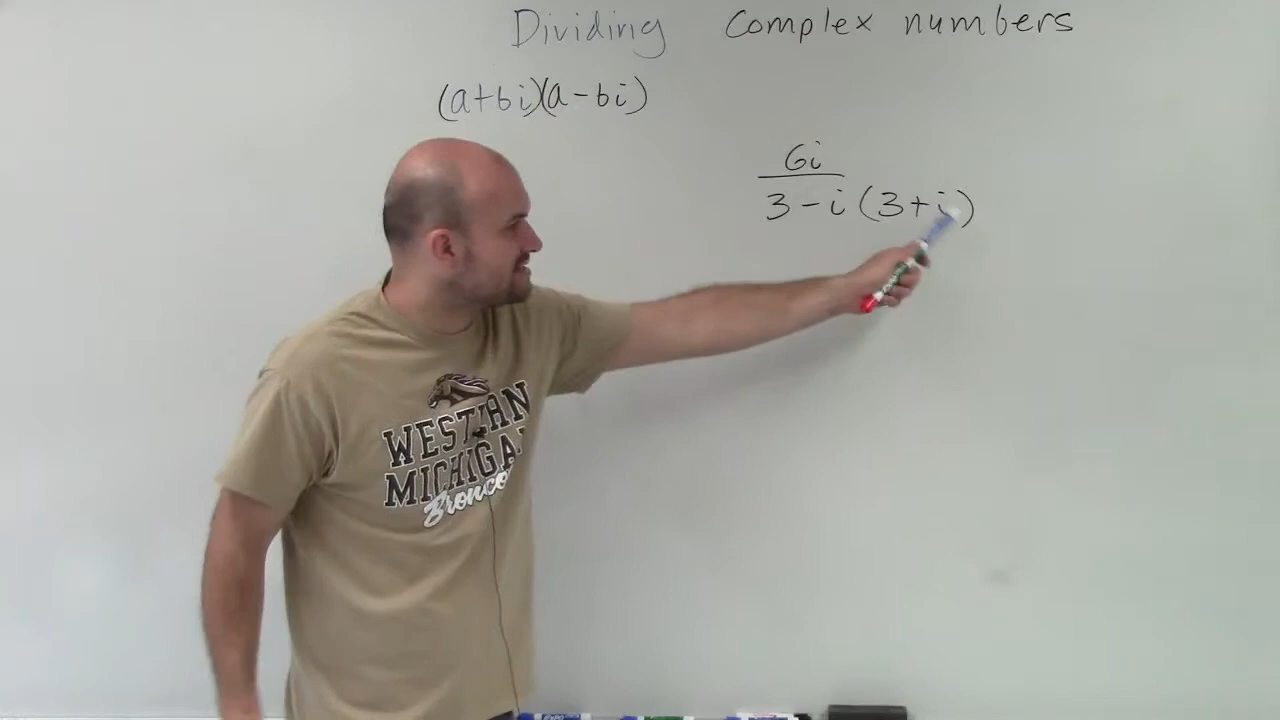 Dividing Complex numbers
(a+bi)(a-bi)
6i
3-i(3+i)
WESTERN
MICHIGAN
Broncos